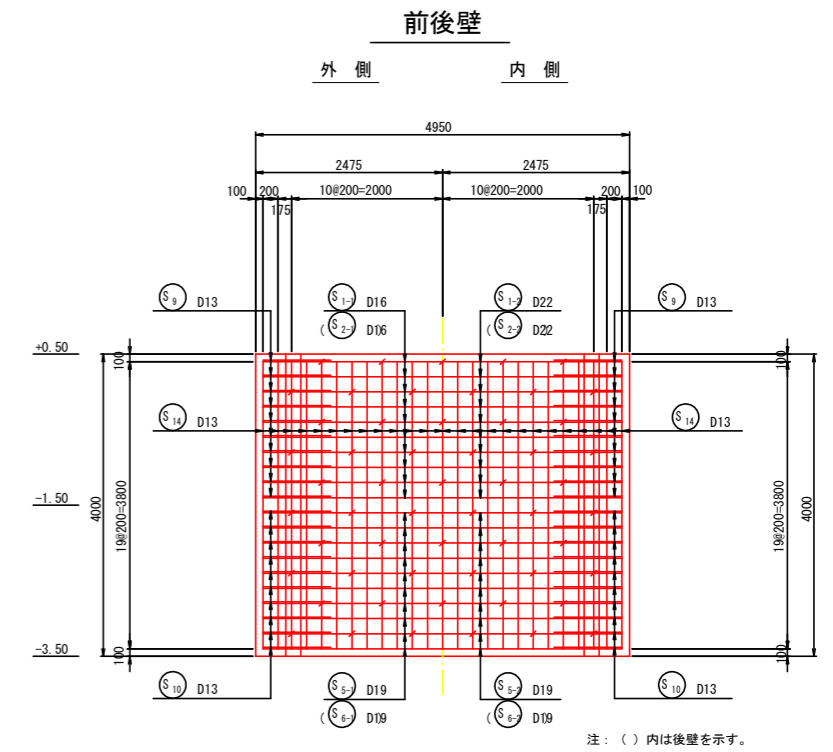 前後壁
外 側
内 側
4950
2475 2475
100 200 175 10@200=2000 10@200=2000 175 200 100
S9 D13
S1-1 D16
(S2-1 D16)
S1-2 D22
(S2-2 D22)
S9 D13
+0.50
100
100
S14 D13
S14 D13
-1.50
4000
19@200=3800
19@200=3800
4000
-3.50
100
100
S10 D13
S5-1 D19
(S6-1 D19)
S5-2 D19
(S6-2 D19)
S10 D13
注：（ ）内は後壁を示す。